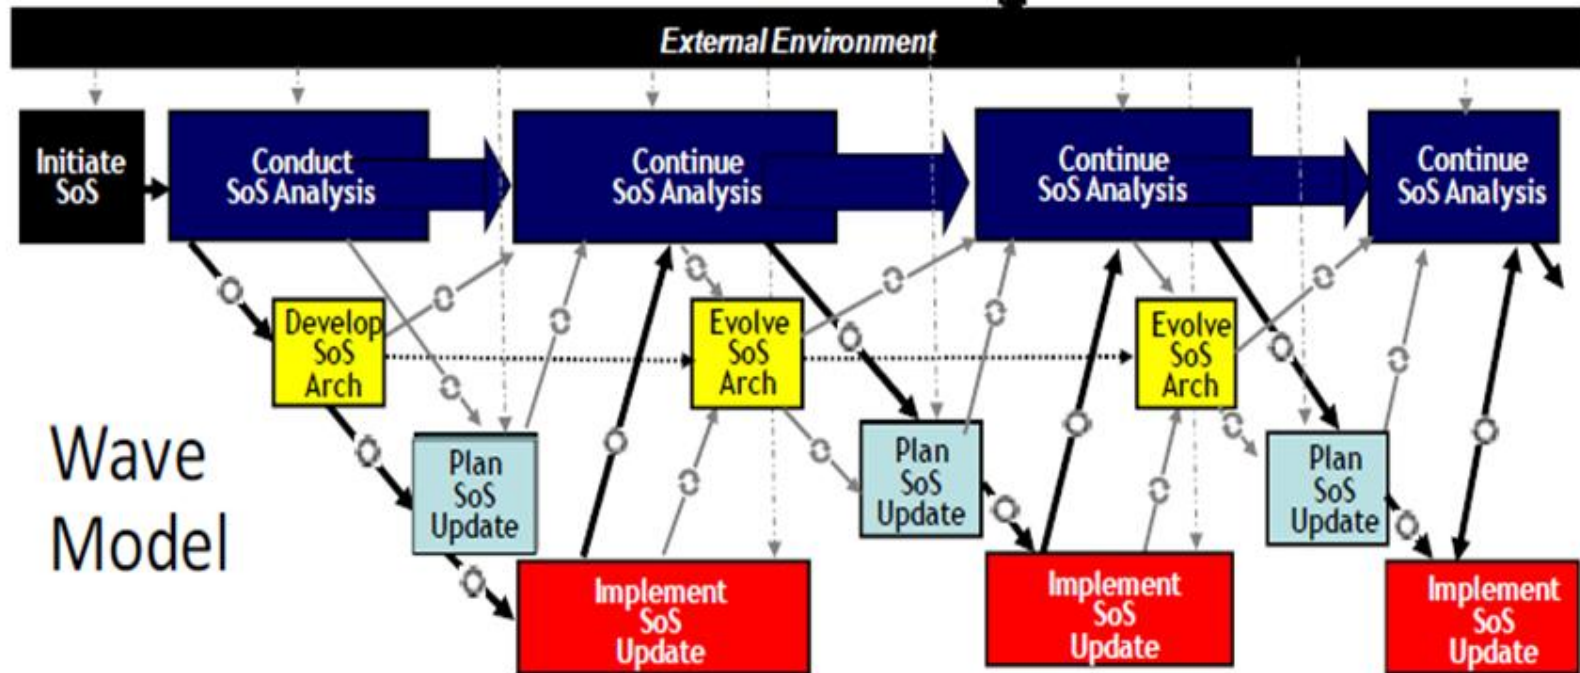 External Environment
Initiate
SoS
Conduct
SoS Analysis
Continue
SoS Analysis
Continue
SoS Analysis
Continue
SoS Analysis
Develop
SoS
Arch
Evolve
SoS
Arch
Evolve
SoS
Arch
Wave
Model
Plan
SoS
Update
Plan
SoS
Update
Plan
SoS
Update
Implement
SoS
Update
Implement
SoS
Update
Implement
SoS
Update